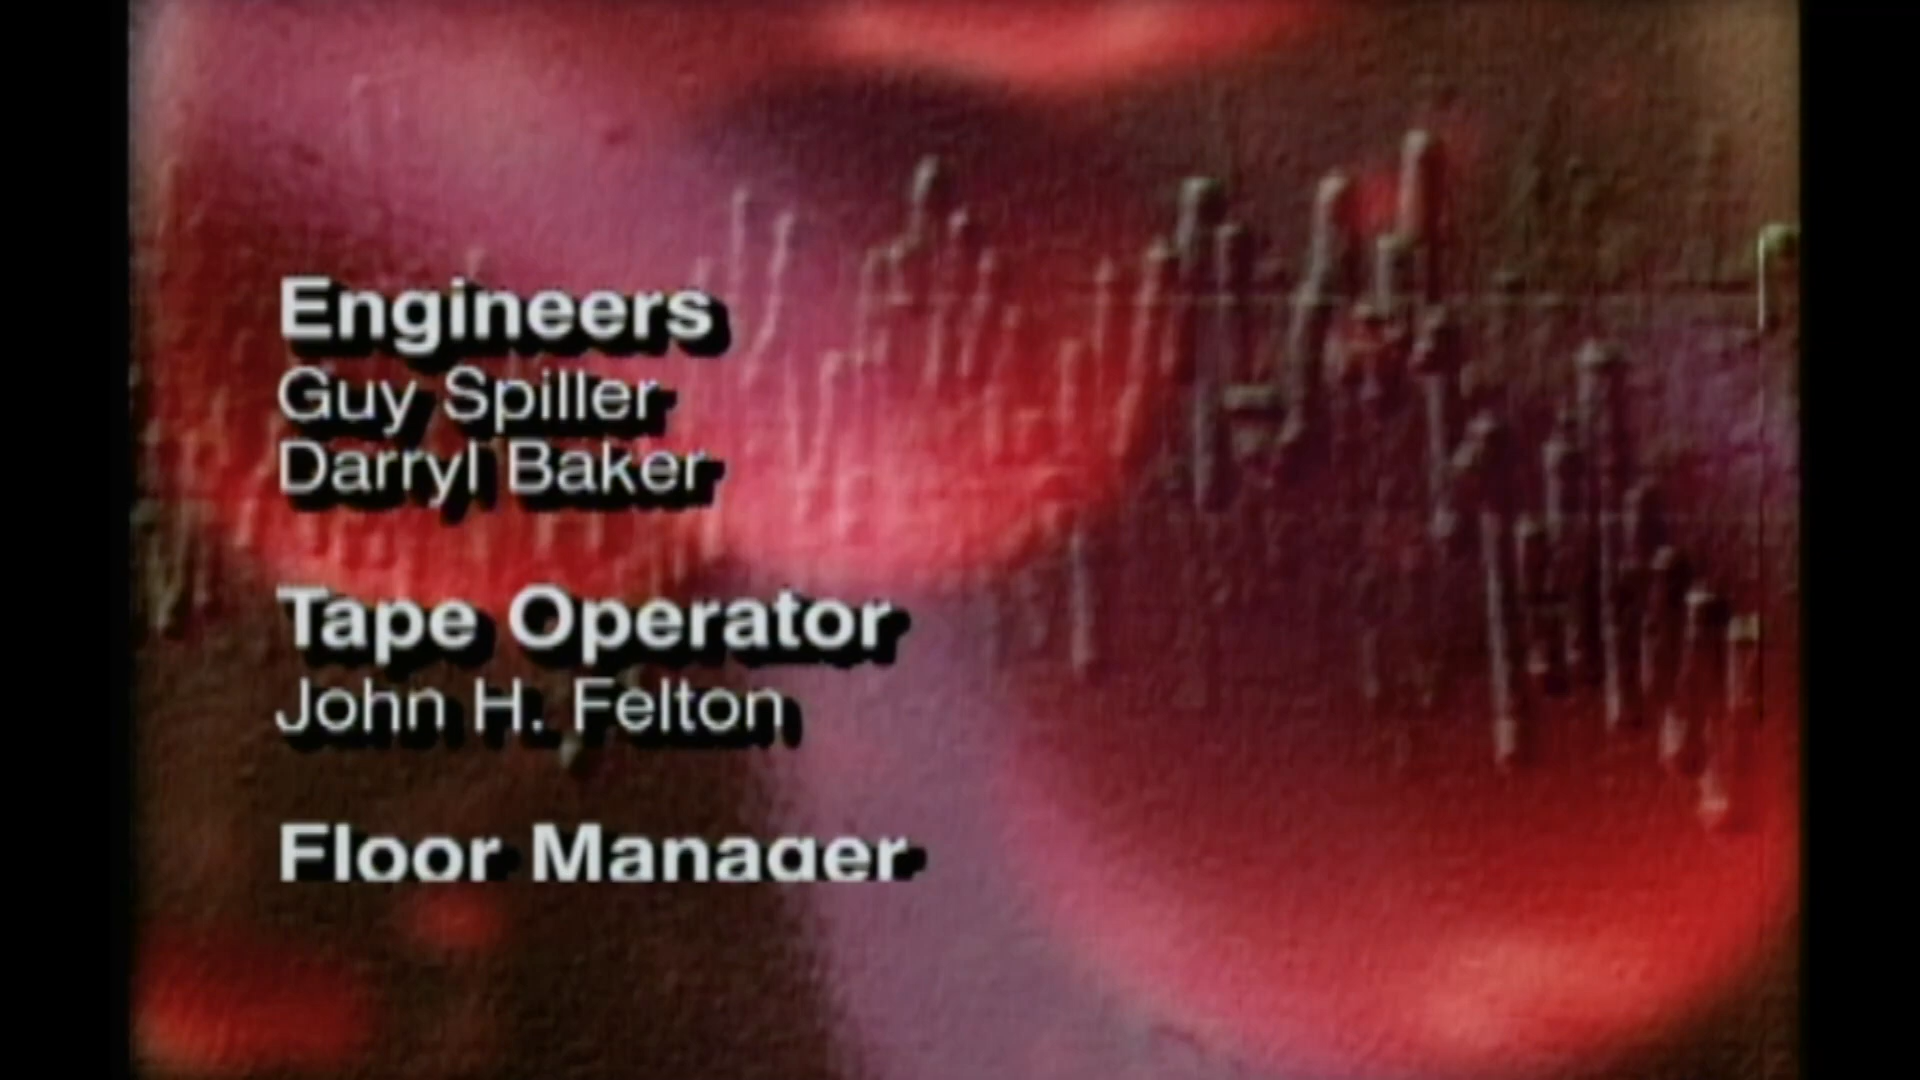 Engineers
Guy Spiller
Darryl Baker
Tape Operator
John H. Felton
Floor Manager